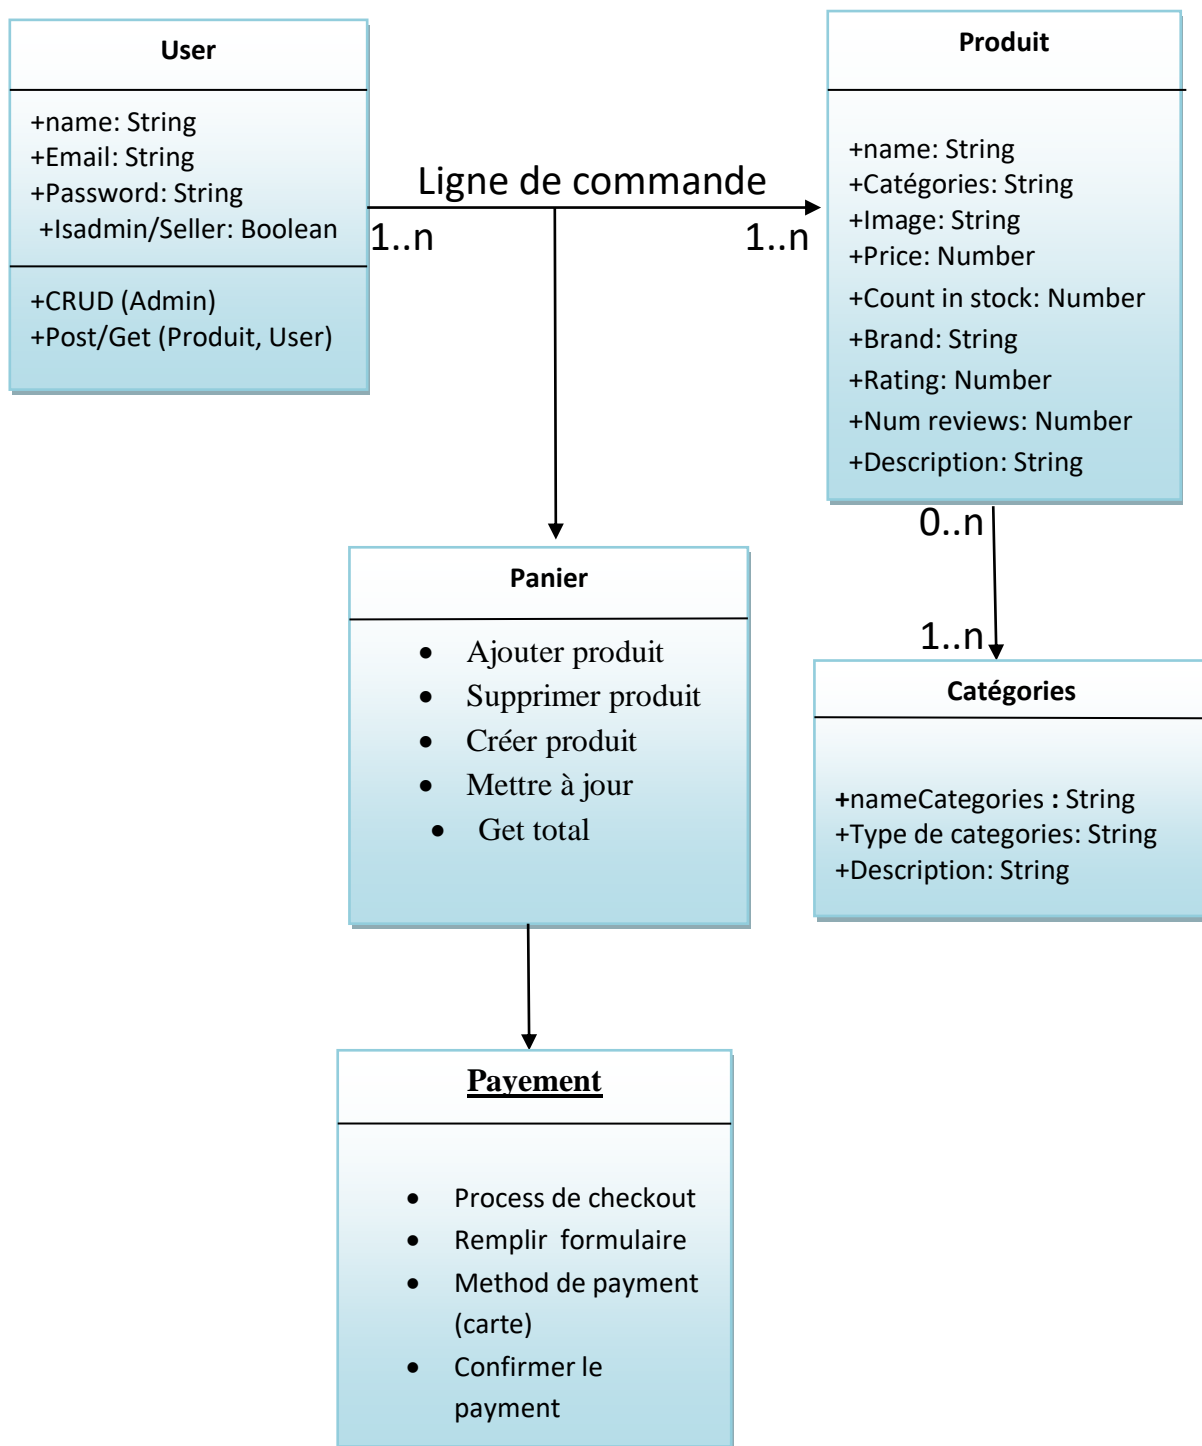 User
+name: String
+Email: String
+Password: String
+Isadmin/Seller: Boolean
+CRUD (Admin)
+Post/Get (Produit, User)
Ligne de commande
1..n
1..n
Produit
+name: String
+Catégories: String
+Image: String
+Price: Number
+Count in stock: Number
+Brand: String
+Rating: Number
+Num reviews: Number
+Description: String
0..n
1..n
Panier
• Ajouter produit
• Supprimer produit
• Créer produit
• Mettre à jour
• Get total
Catégories
+nameCategories : String
+Type de categories: String
+Description: String
Payement
• Process de checkout
• Remplir formulaire
• Method de payment
(carte)
• Confirmer le
payment